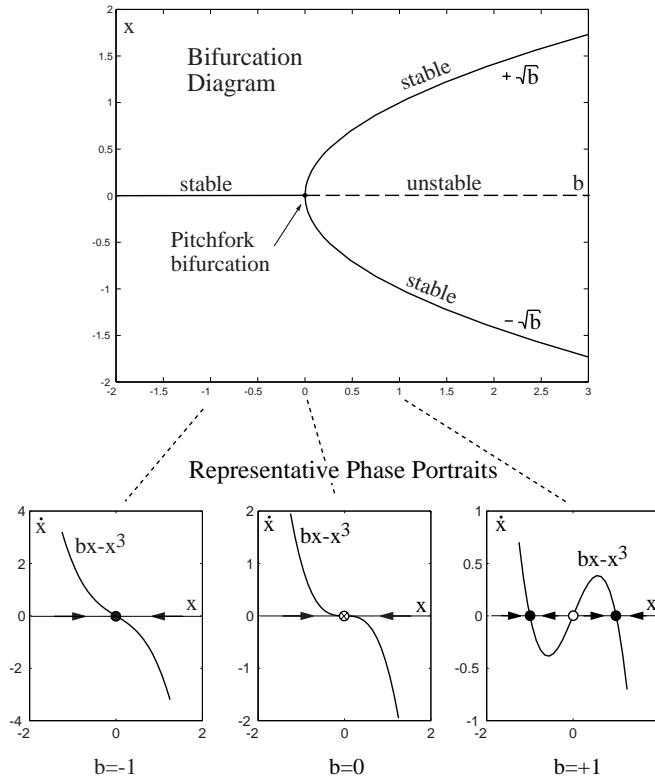 x
2
1.5
1
0.5
0
-0.5
-1
-1.5
-2
Bifurcation
Diagram
stable
+√b
stable
unstable
b
Pitchfork
bifurcation
stable
−√b
-2 -1.5 -1 -0.5 0 0.5 1 1.5 2 2.5 3
Representative Phase Portraits
4
2
0
-2
-4
ẋ
bx-x³
x
-2 0 2
b=-1
2
1
0
-1
-2
ẋ
bx-x³
x
-2 0 2
b=0
1
0.5
0
-0.5
-1
ẋ
bx-x³
x
-2 0 2
b=+1